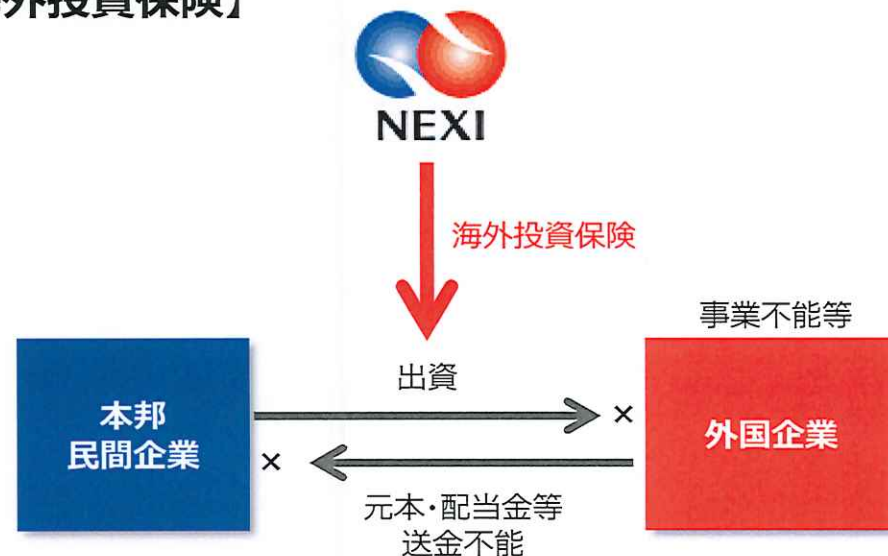 外投資保険】
NEXI
海外投資保険
事業不能等
出資
本邦
民間企業
×
外国企業
×
元本・配当金等
送金不能